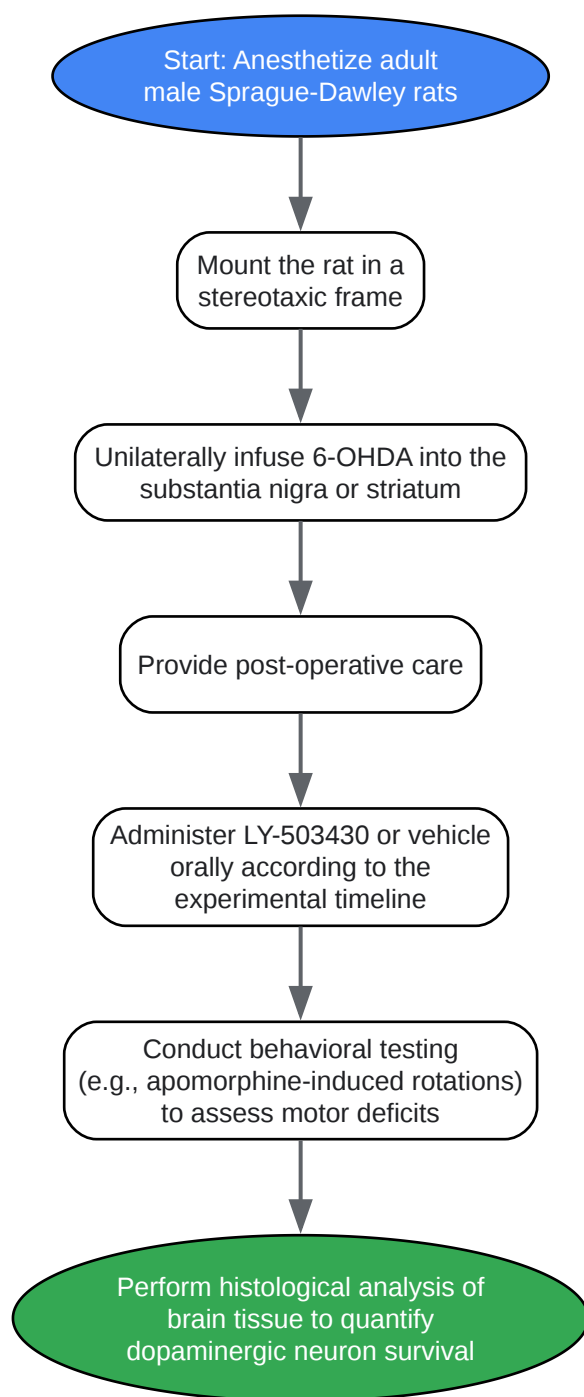 Start: Anesthetize adult
male Sprague-Dawley rats
Mount the rat in a
stereotaxic frame
Unilaterally infuse 6-OHDA into the
substantia nigra or striatum
Provide post-operative care
Administer LY-503430 or vehicle
orally according to the
experimental timeline
Conduct behavioral testing
(e.g., apomorphine-induced rotations)
to assess motor deficits
Perform histological analysis of
brain tissue to quantify
dopaminergic neuron survival